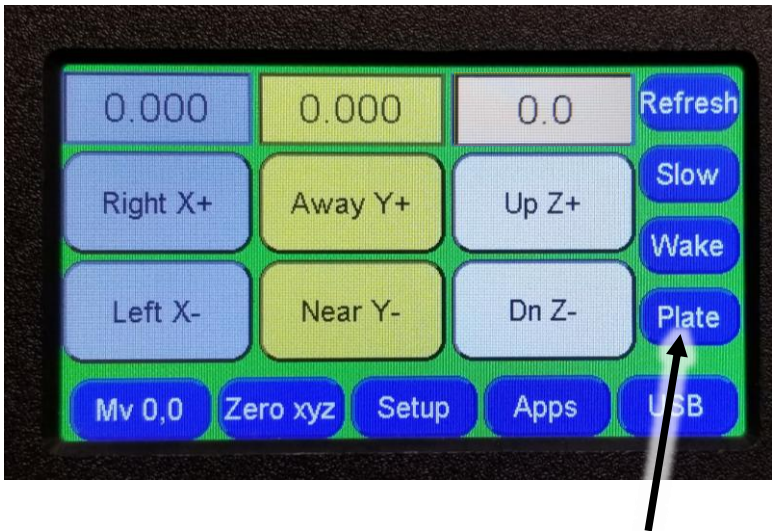 0.000 0.000 0.0 Refresh
Right X+ Away Y+ Up Z+ Slow
Wake
Left X- Near Y- Dn Z- Plate
Mv 0,0 Zero xyz Setup Apps USB